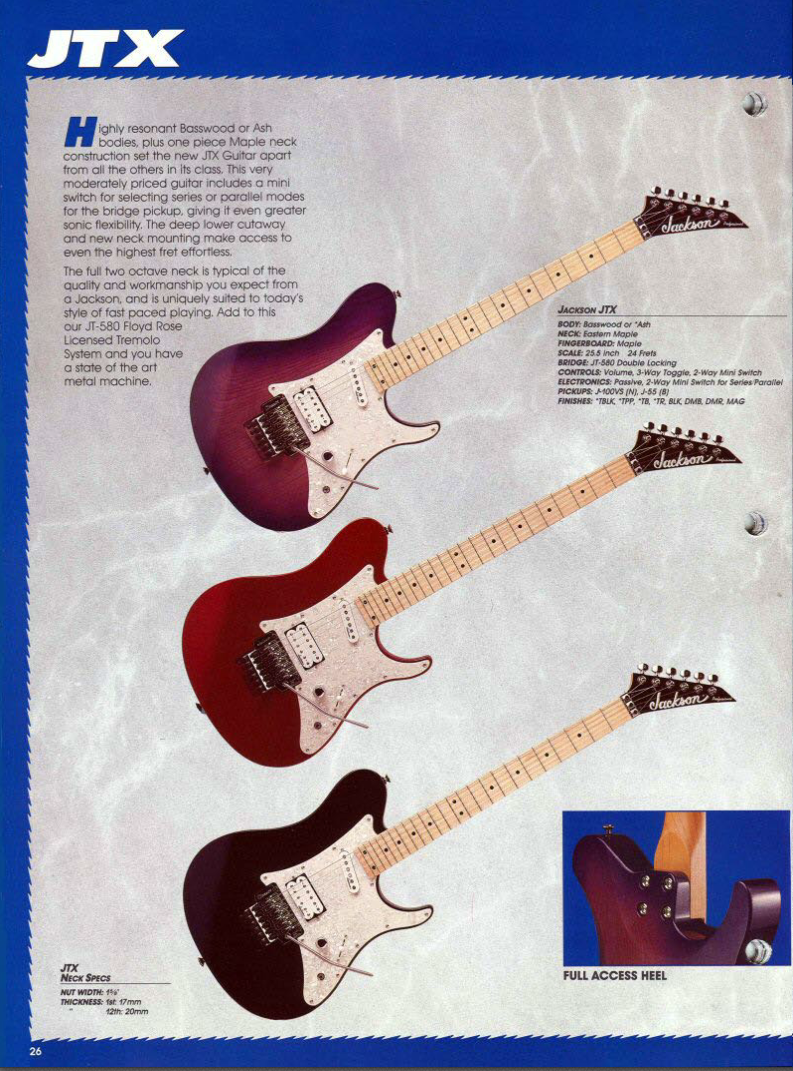 JTX
Highly resonant Basswood or Ash
bodies, plus one piece Maple neck
construction set the new JTX Guitar apart
from all the others in its class. This very
moderately priced guitar includes a mini
switch for selecting series or parallel modes
for the bridge pickup, giving it even greater
sonic flexibility. The deep lower cutaway
and new neck mounting make access to
even the highest fret effortless.
The full two octave neck is typical of the
quality and workmanship you expect from
a Jackson, and is uniquely suited to today's
style of fast paced playing. Add to this
our JT-580 Floyd Rose
Licensed Tremolo
System and you have
a state of the art
metal machine.
Jackson
JACKSON JTX
BODY: Basswood or *Ash
NECK: Eastern Maple
FINGERBOARD: Maple
SCALE: 25.5 inch 24 Frets
BRIDGE: JT-580 Double Locking
CONTROLS: Volume, 3-Way Toggle, 2-Way Mini Switch
ELECTRONICS: Passive, 2-Way Mini Switch for Series/Parallel
PICKUPS: J-100VS (N), J-55 (B)
FINISHES: *TBLK, *TPP, *TB, *TR, BLK, DMB, DMR, MAG
Jackson
Jackson
FULL ACCESS HEEL
JTX
NECK SPECS
NUT WIDTH:
THICKNESS: 1st: 17mm
" 12th: 20mm
26